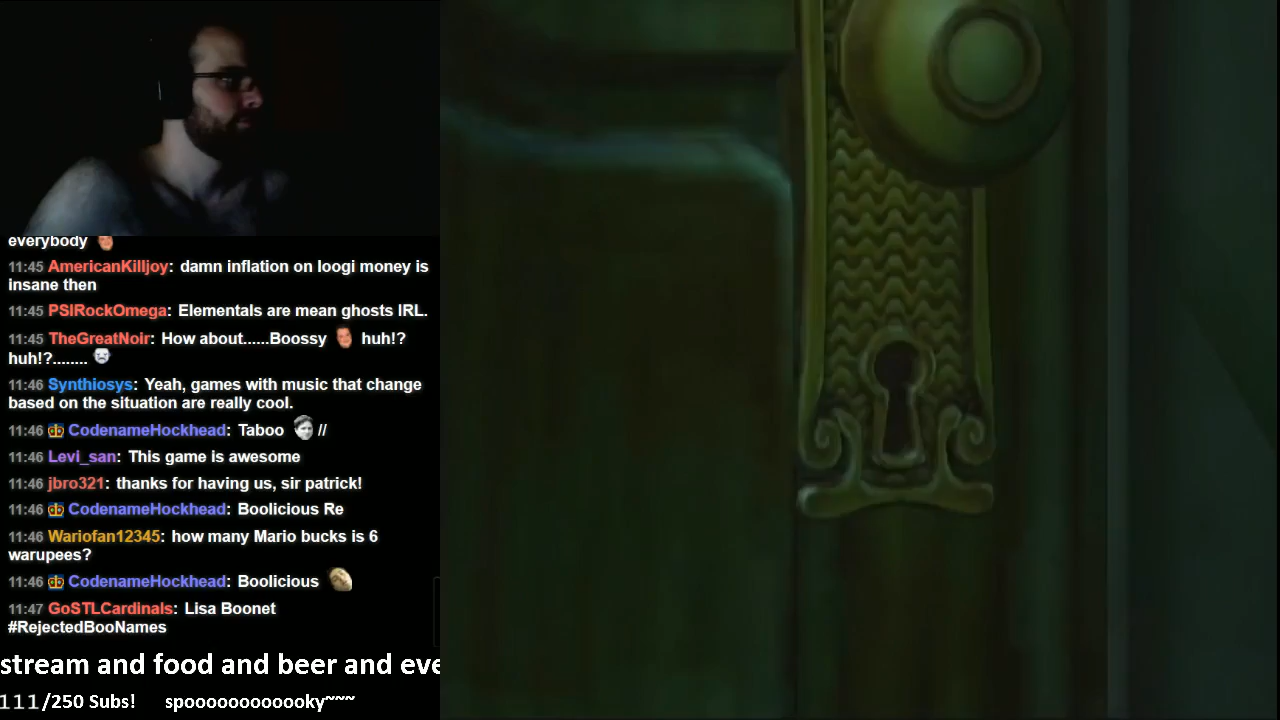 everybody
11:45 AmericanKilljoy: damn inflation on loogi money is
insane then
11:45 PSIRockOmega: Elementals are mean ghosts IRL.
11:45 TheGreatNoir: How about......Boossy huh!?
huh!?........
11:46 Synthiosys: Yeah, games with music that change
based on the situation are really cool.
11:46 CodenameHockhead: Taboo //
11:46 Levi_san: This game is awesome
11:46 jbro321: thanks for having us, sir patrick!
11:46 CodenameHockhead: Boolicious Re
11:46 Wariofan12345: how many Mario bucks is 6
warupees?
11:46 CodenameHockhead: Boolicious
11:47 GoSTLCardinals: Lisa Boonet
#RejectedBooNames
stream and food and beer and eve
111/250 Subs! spooooooooooky~~~